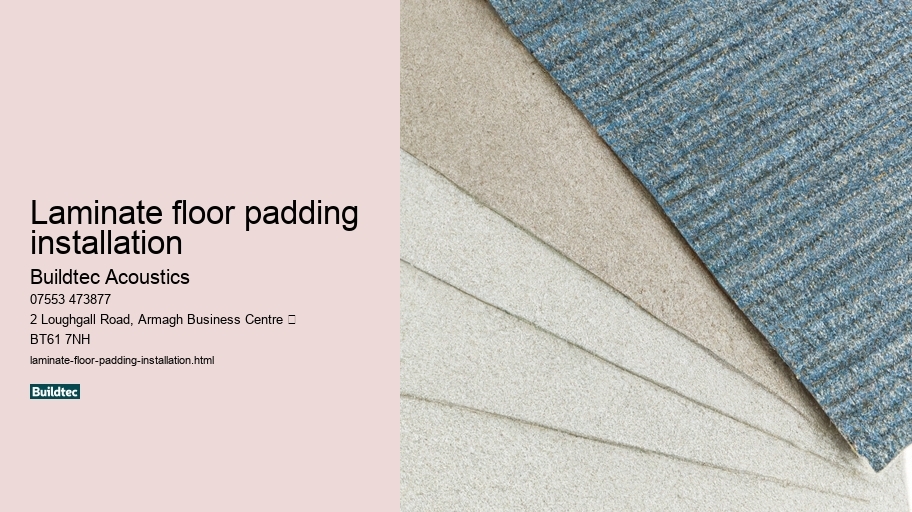 Laminate floor padding
installation
Buildtec Acoustics
07553 473877
2 Loughgall Road, Armagh Business Centre 
BT61 7NH
laminate-floor-padding-installation.html
Buildtec